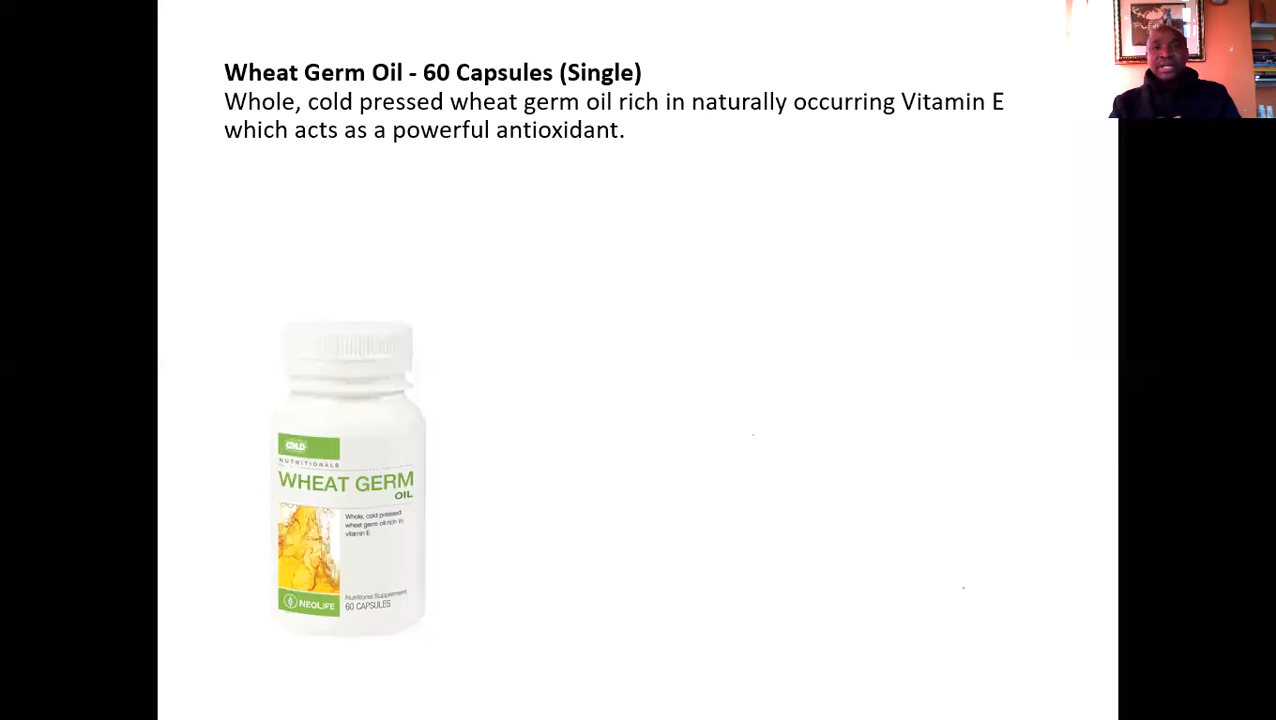 Wheat Germ Oil - 60 Capsules (Single)
Whole, cold pressed wheat germ oil rich in naturally occurring Vitamin E
which acts as a powerful antioxidant.
GNLD
NUTRITIONALS
WHEAT GERM
OIL
Whole, cold pressed
wheat germ oil rich in
vitamin E
Nutritional Supplement
NEOLIFE
60 CAPSULES